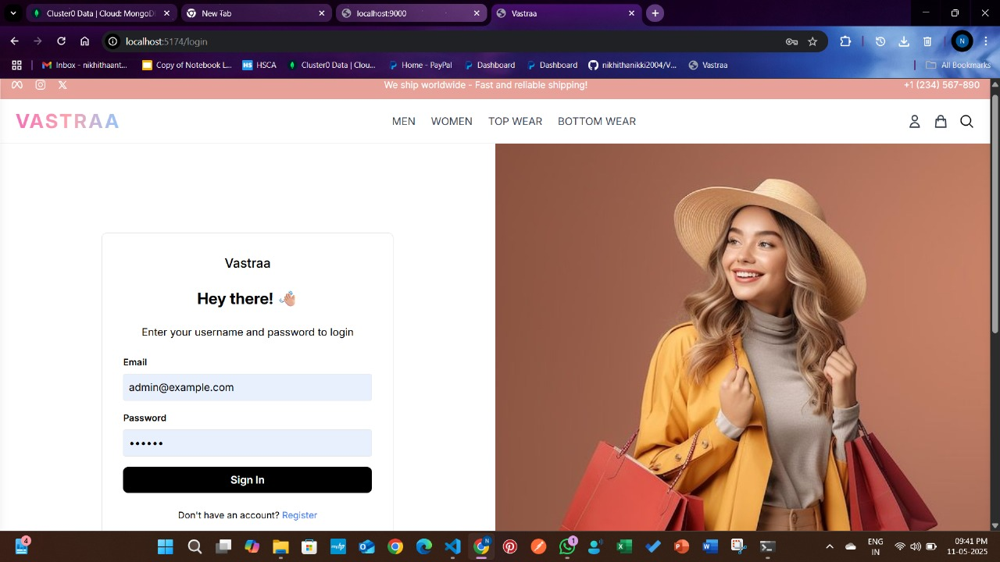 Cluster0 Data | Cloud: MongoD
New Tab
localhost:9000
Vastraa
localhost:5174/login
N
Inbox - nikhithaant...
Copy of Notebook L...
HS HSCA
Cluster0 Data | Clou...
Home - PayPal
Dashboard
Dashboard
nikhithanikki2004/V...
Vastraa
All Bookmarks
We ship worldwide - Fast and reliable shipping!
+1 (234) 567-890
VASTRAA
MEN
WOMEN
TOP WEAR
BOTTOM WEAR
Vastraa
Hey there! 👋🏼
Enter your username and password to login
Email
admin@example.com
Password
••••••
Sign In
Don't have an account? Register
4
myhp
N
1
ENG
IN
09:41 PM
11-05-2025